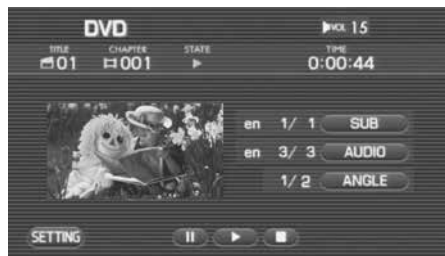 DVD VOL 15
TITLE CHAPTER STATE TIME
01 001 0:00:44
en 1/ 1 SUB
en 3/ 3 AUDIO
1/ 2 ANGLE
SETTING